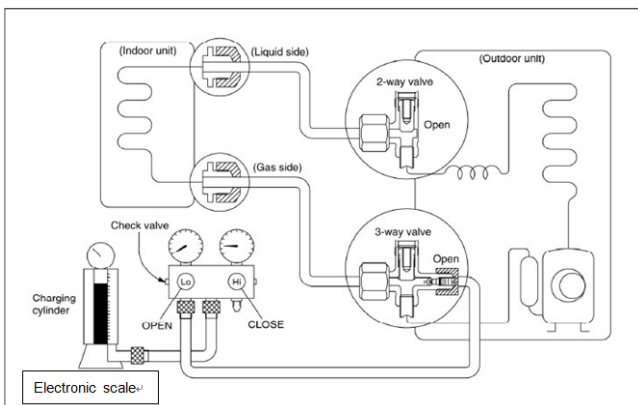 (Indoor unit)
(Liquid side)
2-way valve
(Outdoor unit)
Open
(Gas side)
3-way valve
Open
Check valve
Lo
Hi
Charging
cylinder
OPEN
CLOSE
Electronic scale